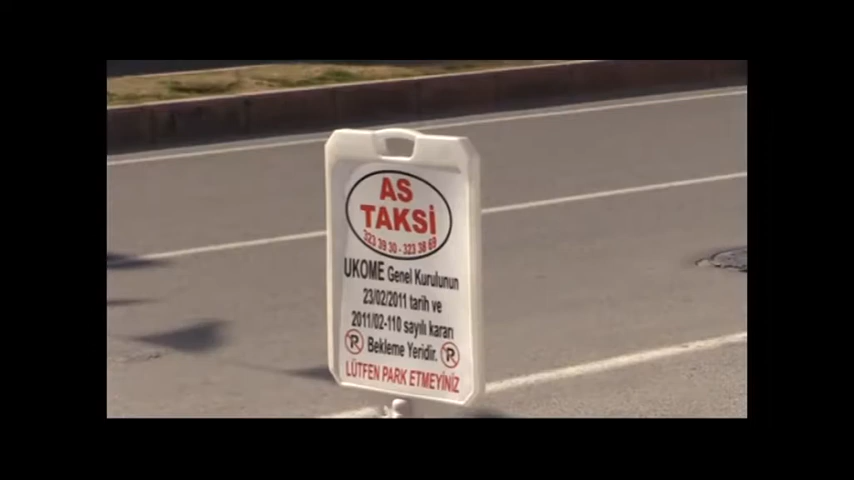 AS
TAKSİ
323 39 30 - 323 38 69
UKOME Genel Kurulunun
23/02/2011 tarih ve
2011/02-110 sayılı kararı
P Bekleme Yeridir. P
LÜTFEN PARK ETMEYİNİZ